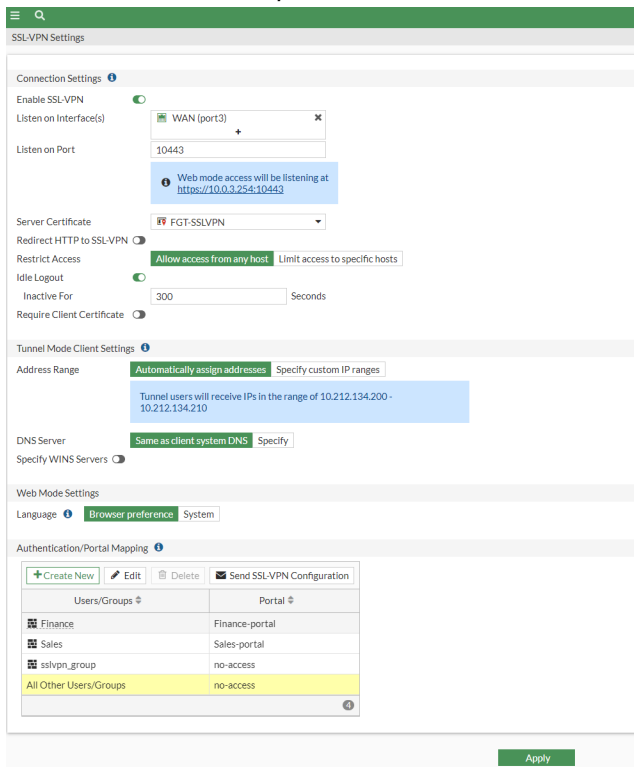 SSL-VPN Settings
Connection Settings
Enable SSL-VPN
Listen on Interface(s) WAN (port3)
+
Listen on Port 10443
Web mode access will be listening at
https://10.0.3.254:10443
Server Certificate FGT-SSLVPN
Redirect HTTP to SSL-VPN
Restrict Access Allow access from any host Limit access to specific hosts
Idle Logout
Inactive For 300 Seconds
Require Client Certificate
Tunnel Mode Client Settings
Address Range Automatically assign addresses Specify custom IP ranges
Tunnel users will receive IPs in the range of 10.212.134.200 -
10.212.134.210
DNS Server Same as client system DNS Specify
Specify WINS Servers
Web Mode Settings
Language Browser preference System
Authentication/Portal Mapping
+ Create New Edit Delete Send SSL-VPN Configuration
Users/Groups Portal
Finance Finance-portal
Sales Sales-portal
sslvpn_group no-access
All Other Users/Groups no-access
4
Apply